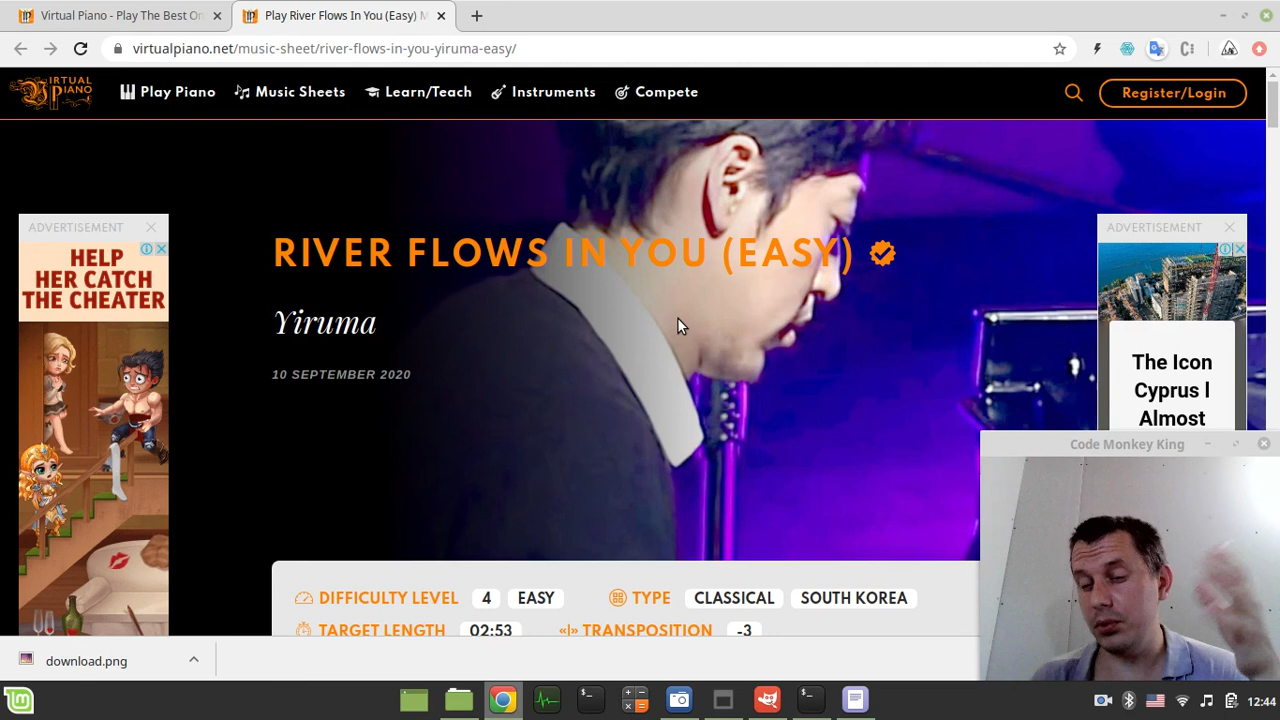 Virtual Piano - Play The Best On
Play River Flows In You (Easy) M
virtualpiano.net/music-sheet/river-flows-in-you-yiruma-easy/
VIRTUAL PIANO
Play Piano
Music Sheets
Learn/Teach
Instruments
Compete
Register/Login
ADVERTISEMENT
HELP
HER CATCH
THE CHEATER
RIVER FLOWS IN YOU (EASY)
Yiruma
10 SEPTEMBER 2020
ADVERTISEMENT
The Icon
Cyprus l
Almost
Code Monkey King
DIFFICULTY LEVEL 4 EASY TYPE CLASSICAL SOUTH KOREA
TARGET LENGTH 02:53 TRANSPOSITION -3
download.png
12:44